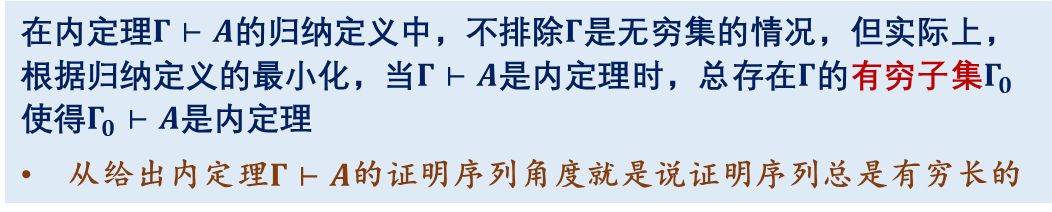 在内定理Γ ⊢ A的归纳定义中，不排除Γ是无穷集的情况，但实际上，
根据归纳定义的最小化，当Γ ⊢ A是内定理时，总存在Γ的有穷子集Γ₀
使得Γ₀ ⊢ A是内定理
• 从给出内定理Γ ⊢ A的证明序列角度就是说证明序列总是有穷长的